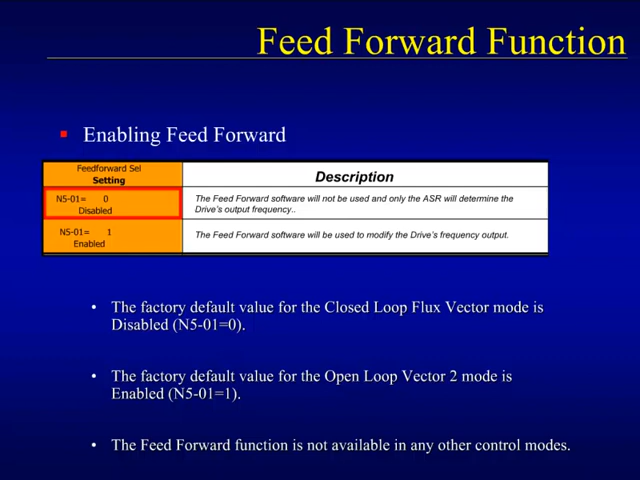 Feed Forward Function
Enabling Feed Forward
Feedforward Sel
Setting
Description
N5-01= 0
Disabled
The Feed Forward software will not be used and only the ASR will determine the
Drive's output frequency..
N5-01= 1
Enabled
The Feed Forward software will be used to modify the Drive's frequency output.
• The factory default value for the Closed Loop Flux Vector mode is
Disabled (N5-01=0).
• The factory default value for the Open Loop Vector 2 mode is
Enabled (N5-01=1).
• The Feed Forward function is not available in any other control modes.